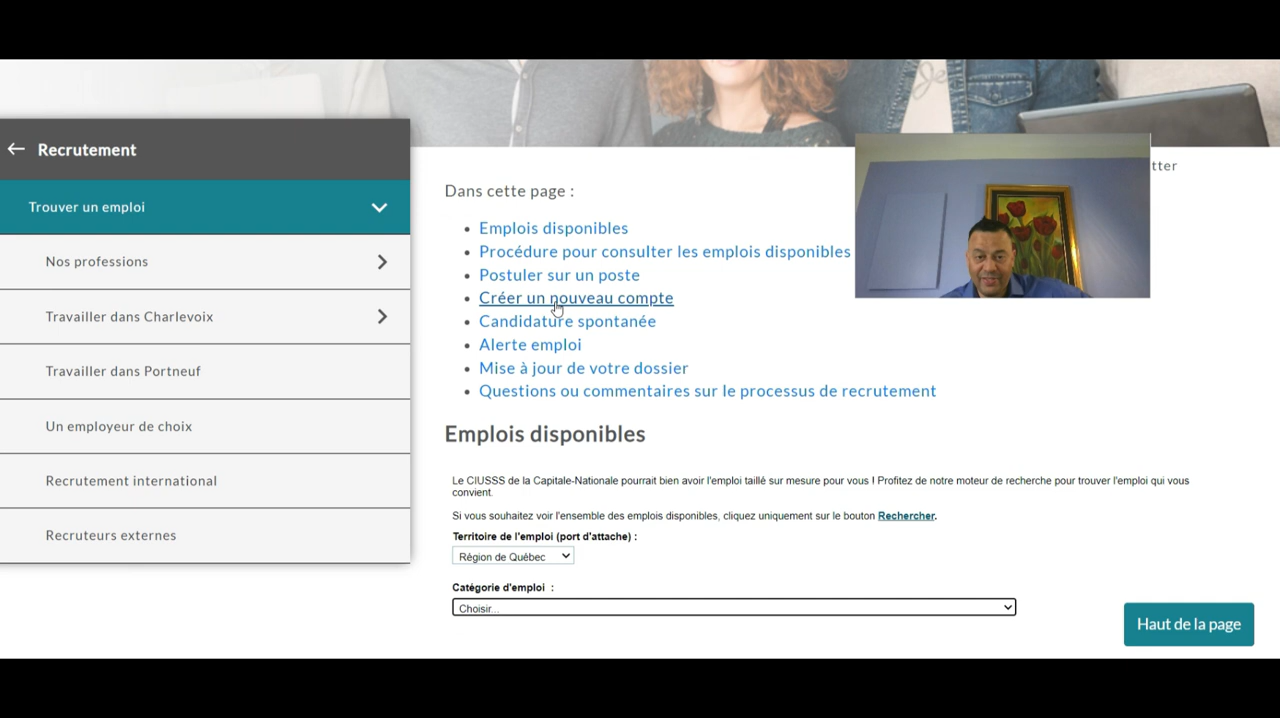 Recrutement
Trouver un emploi
Nos professions
Travailler dans Charlevoix
Travailler dans Portneuf
Un employeur de choix
Recrutement international
Recruteurs externes
tter
Dans cette page :
Emplois disponibles
Procédure pour consulter les emplois disponibles
Postuler sur un poste
Créer un nouveau compte
Candidature spontanée
Alerte emploi
Mise à jour de votre dossier
Questions ou commentaires sur le processus de recrutement
Emplois disponibles
Le CIUSSS de la Capitale-Nationale pourrait bien avoir l'emploi taillé sur mesure pour vous ! Profitez de notre moteur de recherche pour trouver l'emploi qui vous
convient.
Si vous souhaitez voir l'ensemble des emplois disponibles, cliquez uniquement sur le bouton Rechercher.
Territoire de l'emploi (port d'attache) :
Région de Québec
Catégorie d'emploi :
Choisir...
Haut de la page